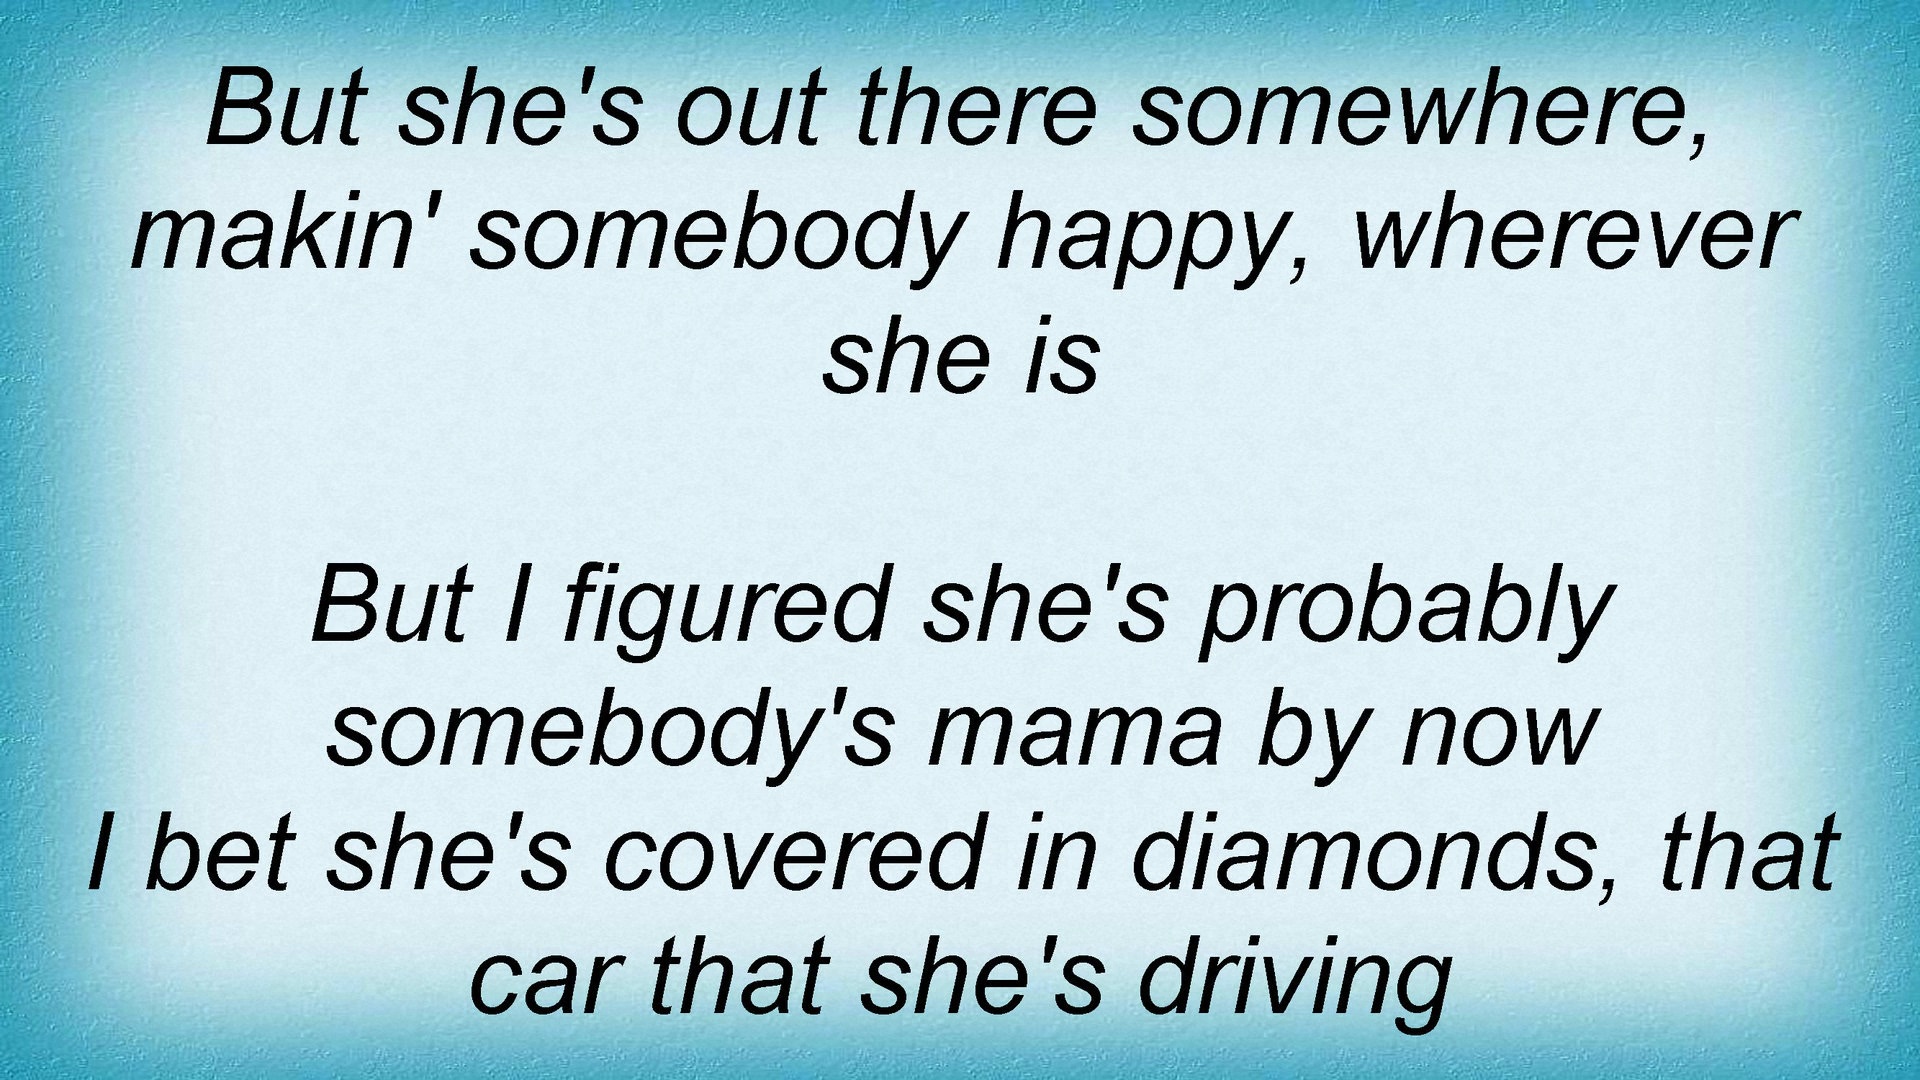 But she's out there somewhere,
makin' somebody happy, wherever
she is
But I figured she's probably
somebody's mama by now
I bet she's covered in diamonds, that
car that she's driving